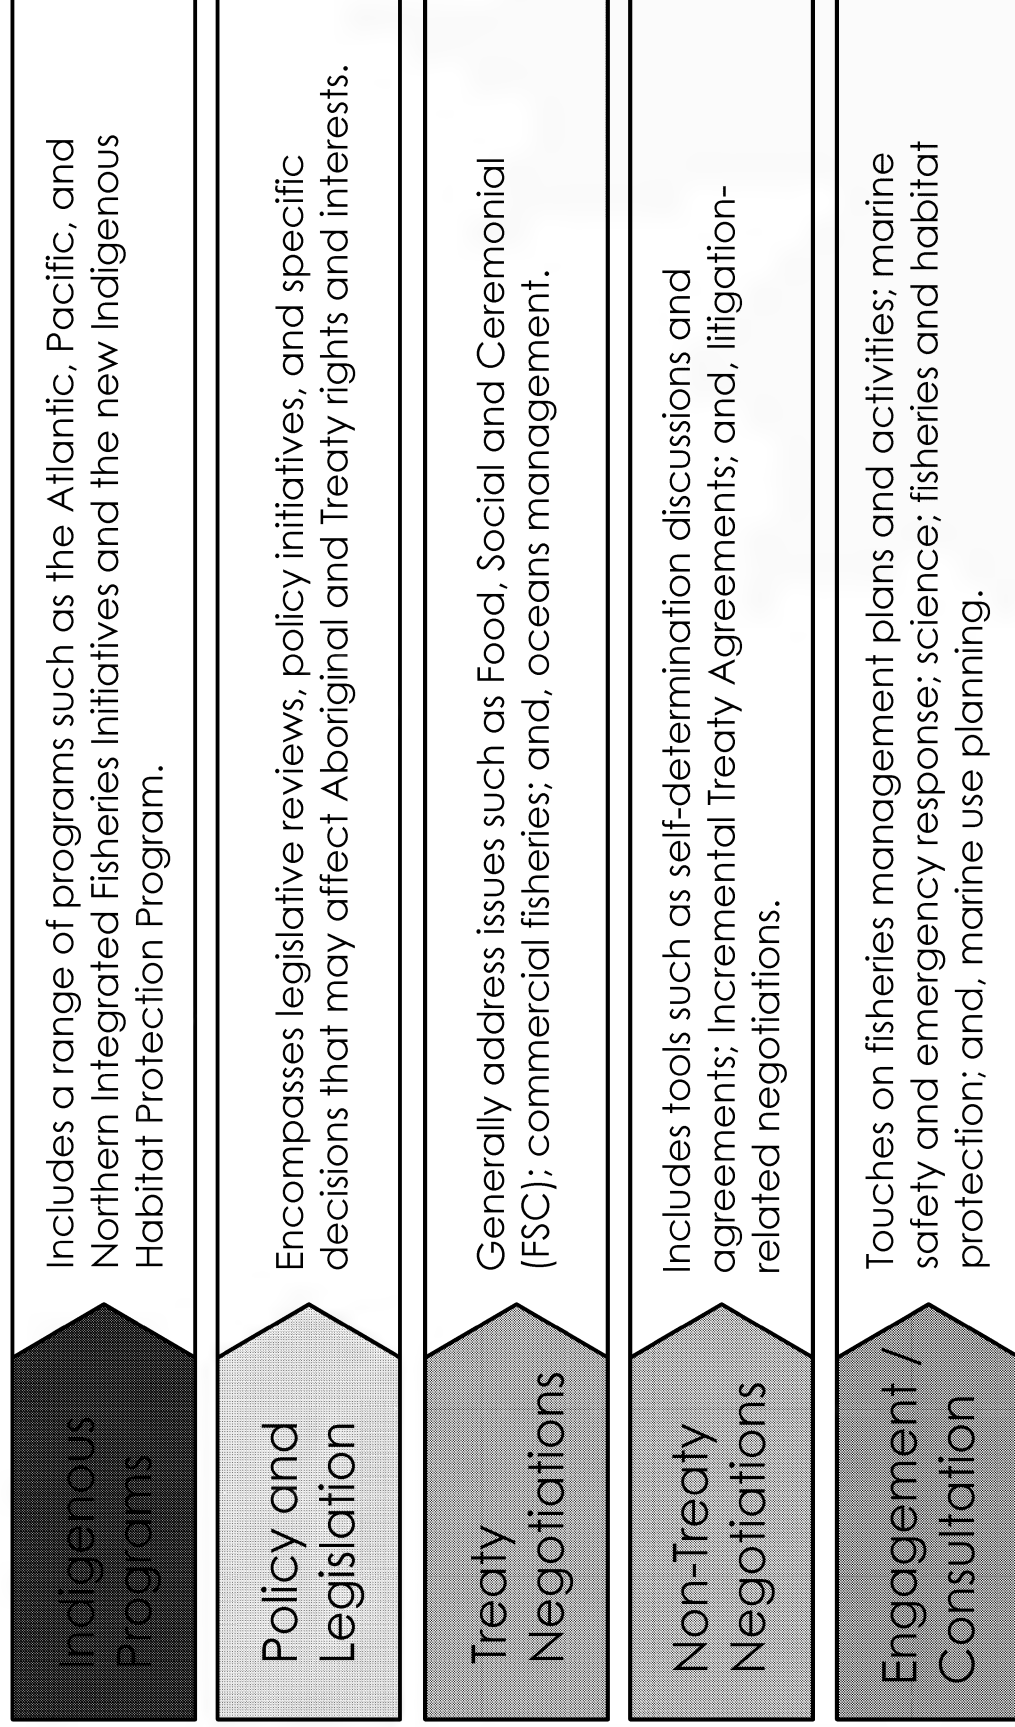 Indigenous
Programs
Includes a range of programs such as the Atlantic, Pacific, and
Northern Integrated Fisheries Initiatives and the new Indigenous
Habitat Protection Program.
Policy and
Legislation
Encompasses legislative reviews, policy initiatives, and specific
decisions that may affect Aboriginal and Treaty rights and interests.
Treaty
Negotiations
Generally address issues such as Food, Social and Ceremonial
(FSC); commercial fisheries; and, oceans management.
Non-Treaty
Negotiations
Includes tools such as self-determination discussions and
agreements; Incremental Treaty Agreements; and, litigation-
related negotiations.
Engagement /
Consultation
Touches on fisheries management plans and activities; marine
safety and emergency response; science; fisheries and habitat
protection; and, marine use planning.